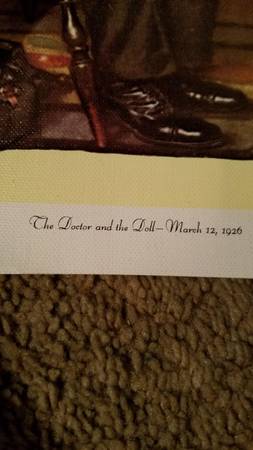 The Doctor and the Doll—March 12, 1926